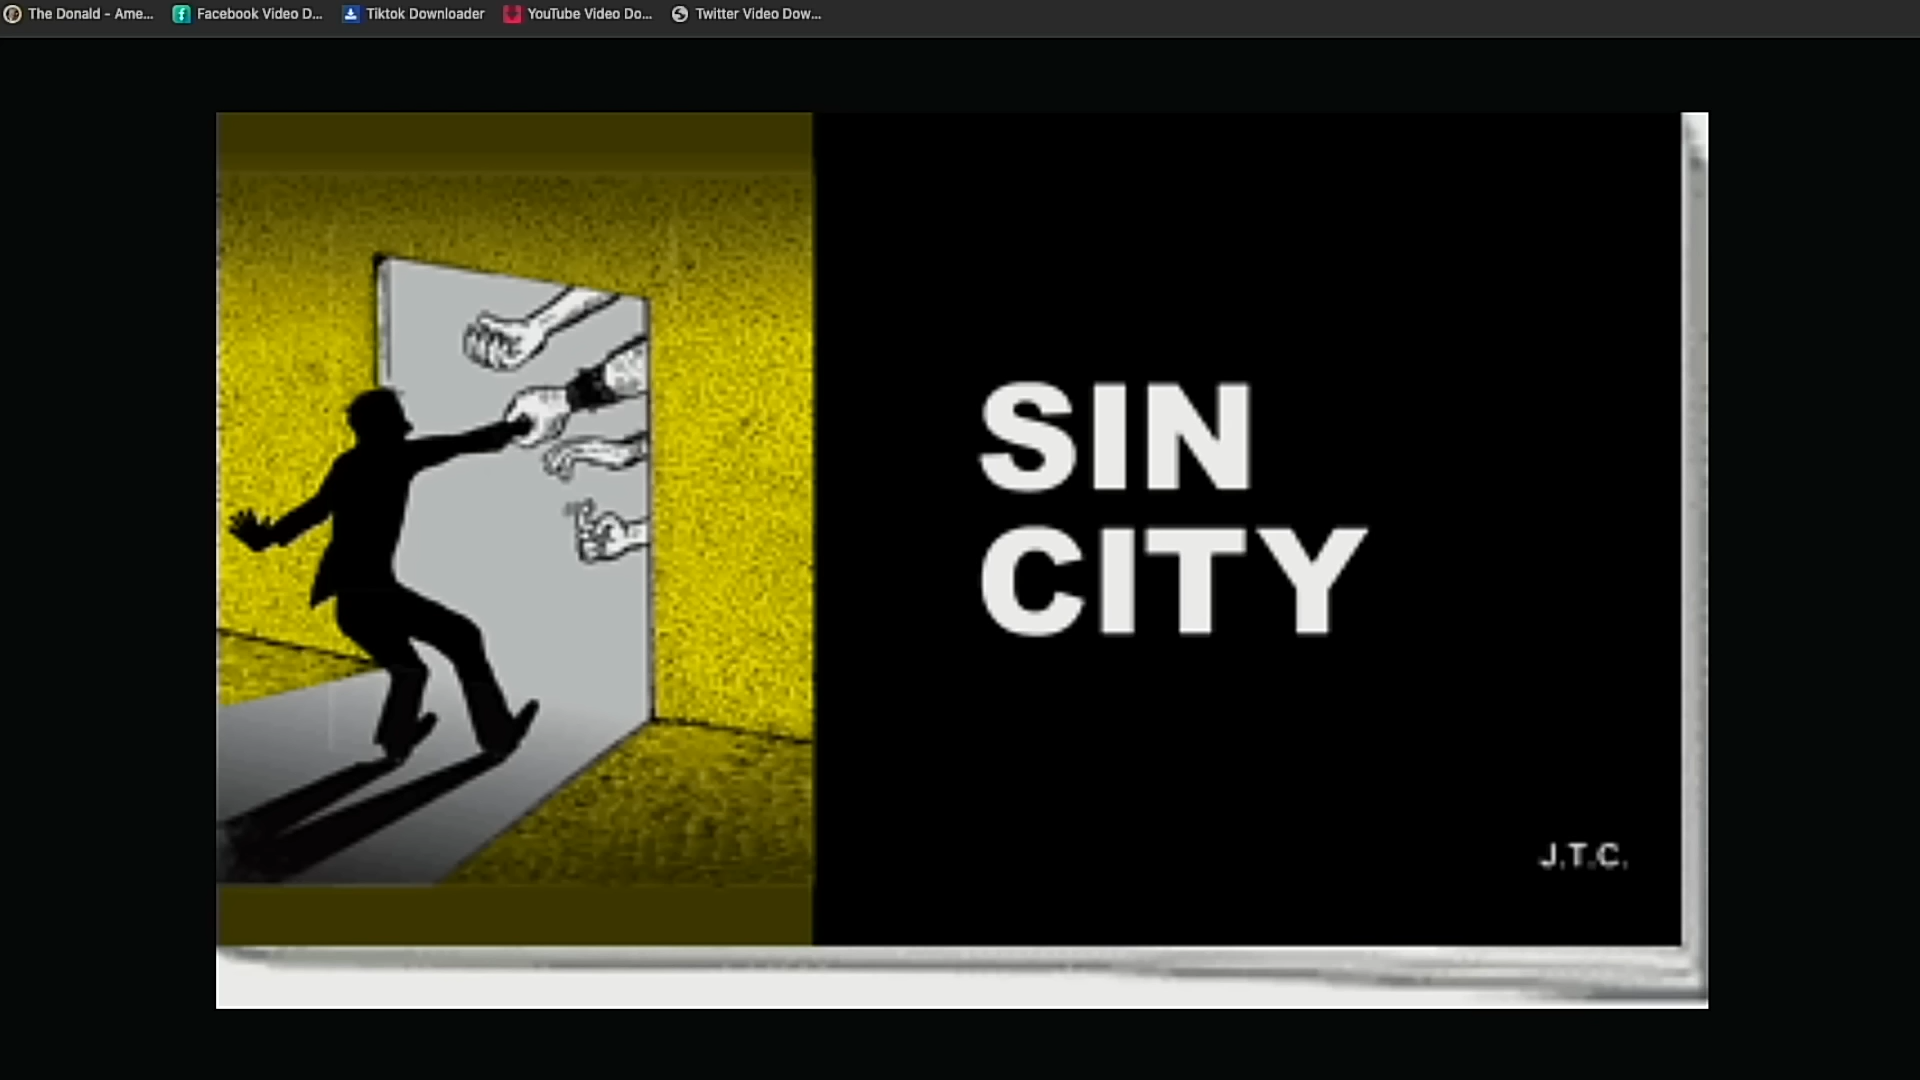 The Donald - Ame...
Facebook Video D...
Tiktok Downloader
YouTube Video Do...
Twitter Video Dow...
SIN
CITY
J.T.C.